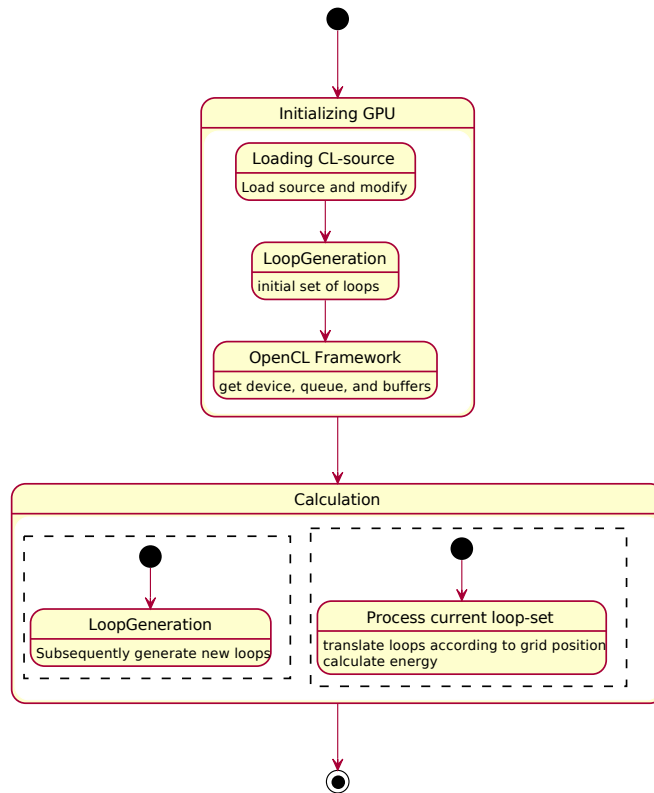 Initializing GPU
Loading CL-source
Load source and modify
LoopGeneration
initial set of loops
OpenCL Framework
get device, queue, and buffers
Calculation
LoopGeneration
Subsequently generate new loops
Process current loop-set
translate loops according to grid position
calculate energy